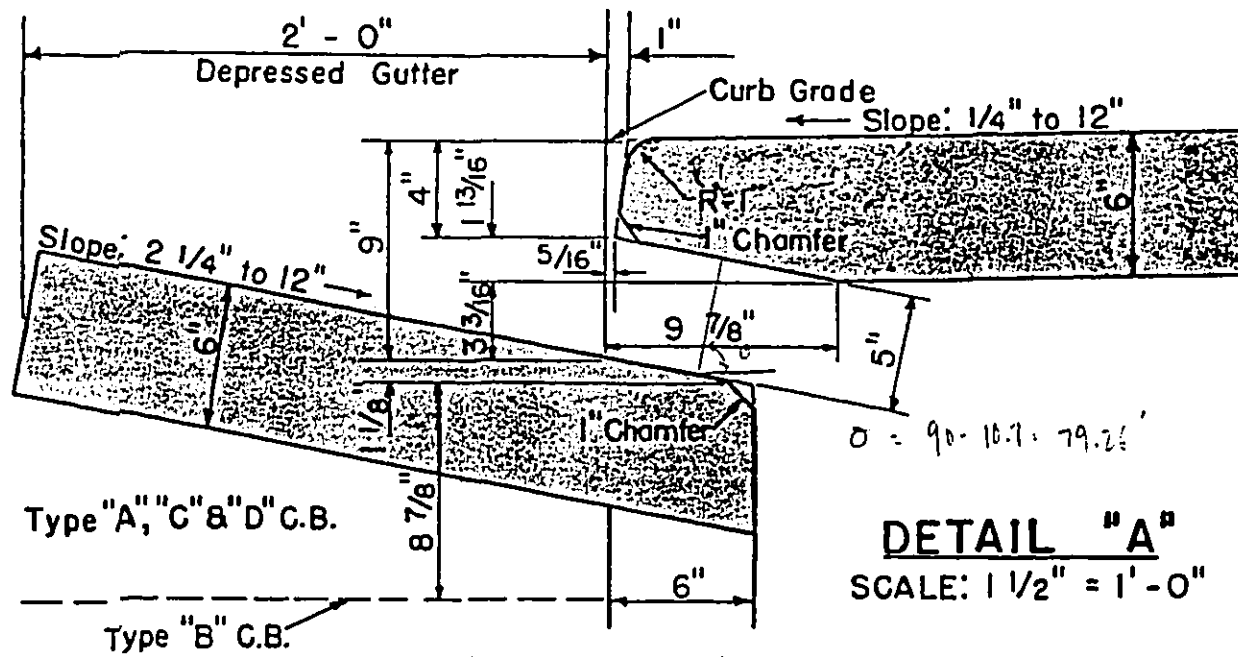 2' - 0"
1"
Depressed Gutter
Curb Grade
Slope: 1/4" to 12"
4"
1 13/16"
R=1"
6"
9"
1" Chamfer
5/16"
Slope: 2 1/4" to 12"
3 3/16"
9 7/8"
5"
6"
1 1/8"
1" Chamfer
θ = 90-10.7 = 79.26
8 7/8"
Type "A", "C" & "D" C.B.
DETAIL "A"
SCALE: 1 1/2" = 1'-0"
6"
Type "B" C.B.